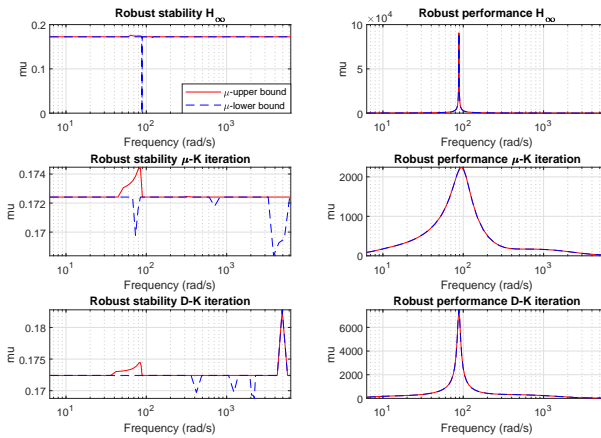 Robust stability H∞
mu
0.2
0.1
0
10¹ 10² 10³
Frequency (rad/s)
μ-upper bound
μ-lower bound
Robust performance H∞
×10⁴
mu
10
5
0
10¹ 10² 10³
Frequency (rad/s)
Robust stability μ-K iteration
mu
0.174
0.172
0.17
10¹ 10² 10³
Frequency (rad/s)
Robust performance μ-K iteration
mu
2000
1000
0
10¹ 10² 10³
Frequency (rad/s)
Robust stability D-K iteration
mu
0.18
0.175
0.17
10¹ 10² 10³
Frequency (rad/s)
Robust performance D-K iteration
mu
6000
4000
2000
0
10¹ 10² 10³
Frequency (rad/s)